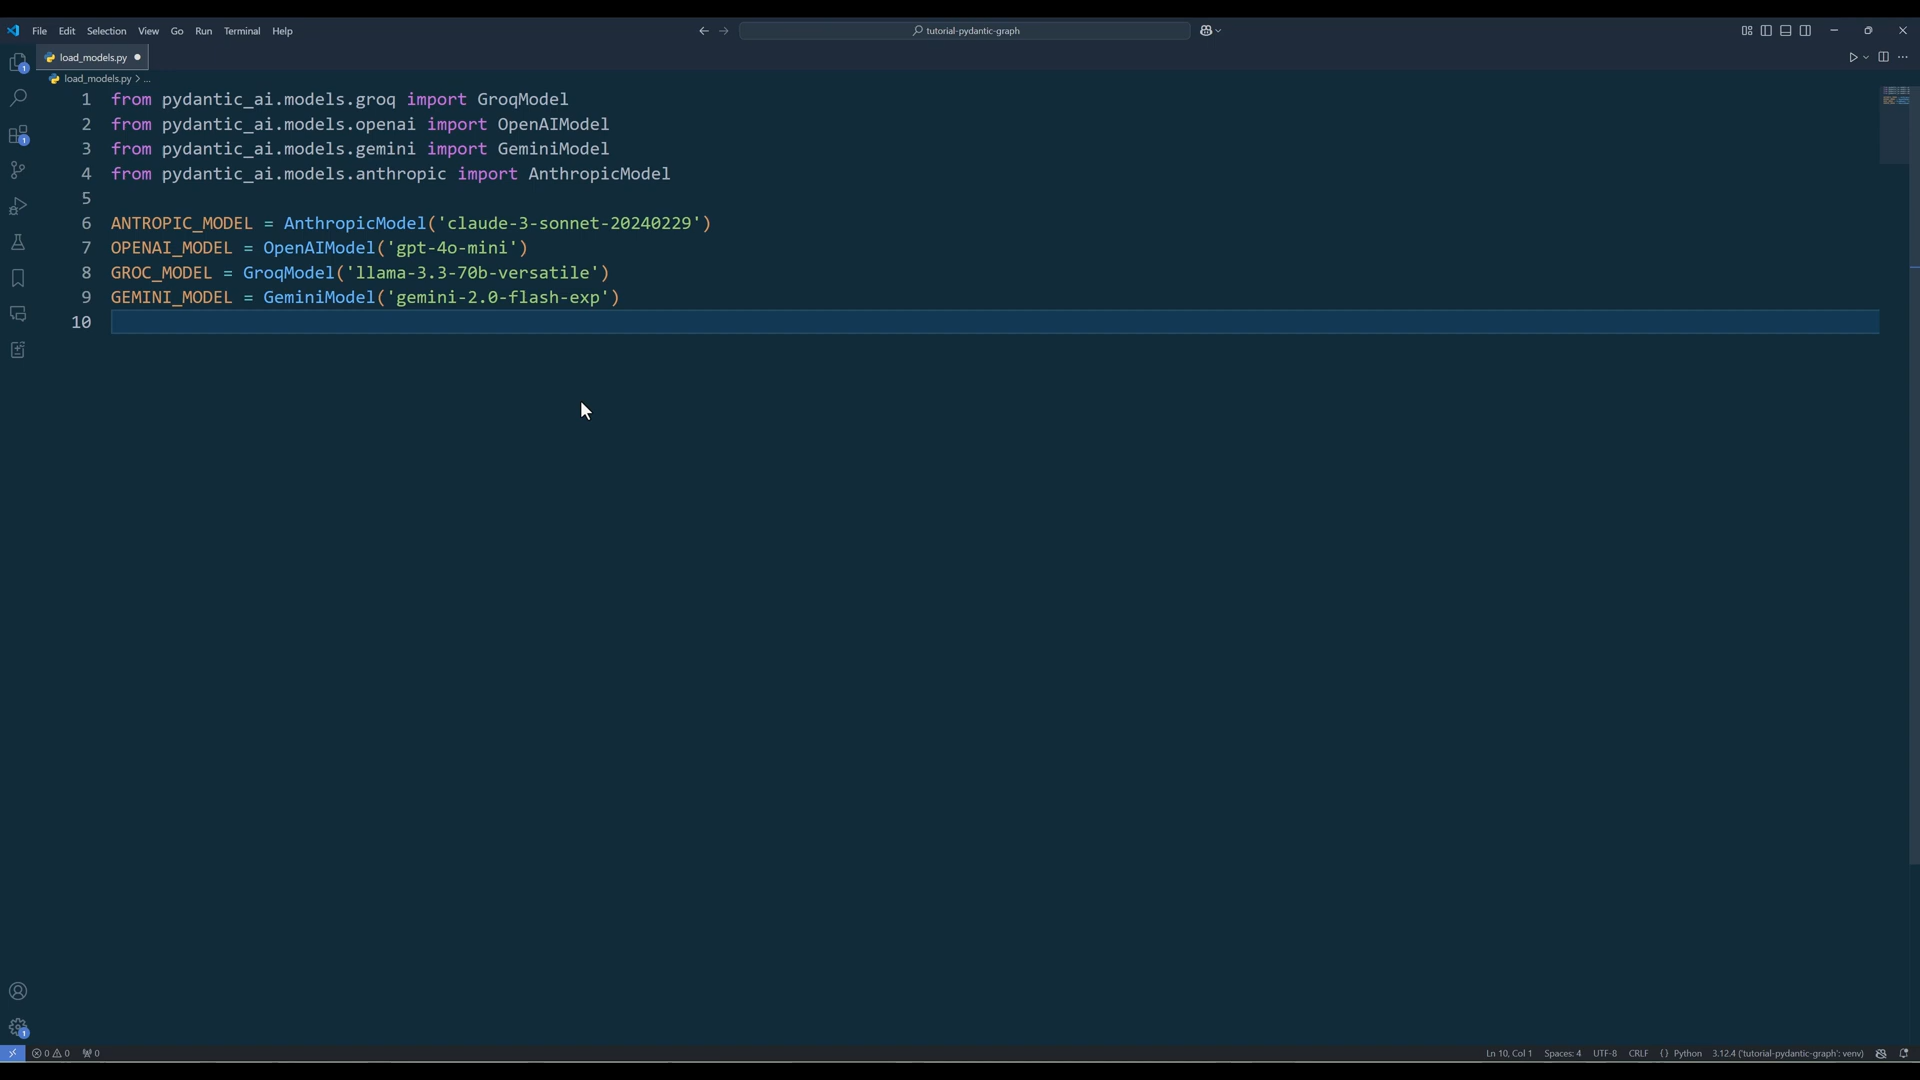 File Edit Selection View Go Run Terminal Help
tutorial-pydantic-graph
load_models.py
load_models.py > ...
1 from pydantic_ai.models.groq import GroqModel
2 from pydantic_ai.models.openai import OpenAIModel
3 from pydantic_ai.models.gemini import GeminiModel
4 from pydantic_ai.models.anthropic import AnthropicModel
5
6 ANTROPIC_MODEL = AnthropicModel('claude-3-sonnet-20240229')
7 OPENAI_MODEL = OpenAIModel('gpt-4o-mini')
8 GROC_MODEL = GroqModel('llama-3.3-70b-versatile')
9 GEMINI_MODEL = GeminiModel('gemini-2.0-flash-exp')
10
1
1
1
0 0 0 Ln 10, Col 1 Spaces: 4 UTF-8 CRLF {} Python 3.12.4 ('tutorial-pydantic-graph': venv)